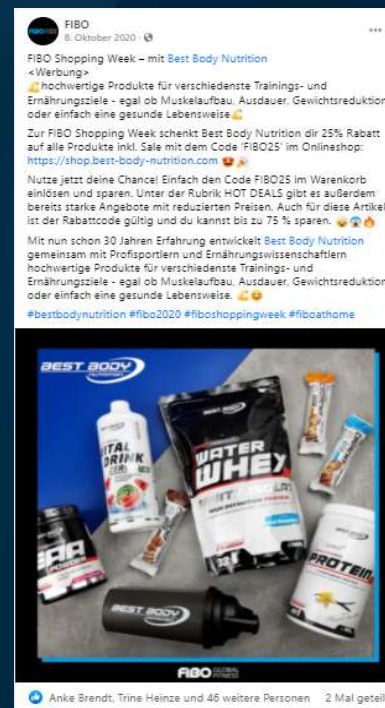 FIBO
FIBO
8. Oktober 2020 ·
FIBO Shopping Week – mit Best Body Nutrition
<Werbung>
hochwertige Produkte für verschiedenste Trainings- und
Ernährungsziele - egal ob Muskelaufbau, Ausdauer, Gewichtsreduktion
oder einfach eine gesunde Lebensweise
Zur FIBO Shopping Week schenkt Best Body Nutrition dir 25% Rabatt
auf alle Produkte inkl. Sale mit dem Code 'FIBO25' im Onlineshop:
https://shop.best-body-nutrition.com
Nutze jetzt deine Chance! Einfach den Code FIBO25 im Warenkorb
einlösen und sparen. Unter der Rubrik HOT DEALS gibt es außerdem
bereits starke Angebote mit reduzierten Preisen. Auch für diese Artikel
ist der Rabattcode gültig und du kannst bis zu 75 % sparen.
Mit nun schon 30 Jahren Erfahrung entwickelt Best Body Nutrition
gemeinsam mit Profisportlern und Ernährungswissenschaftlern
hochwertige Produkte für verschiedenste Trainings- und
Ernährungsziele - egal ob Muskelaufbau, Ausdauer, Gewichtsreduktion
oder einfach eine gesunde Lebensweise.
#bestbodynutrition #fibo2020 #fiboshoppingweek #fiboathome
BEST BODY
NUTRITION
VITAL
DRINK
WATER
WHEY
PROTEIN
BEST BODY
FIBO GLOBAL
FITNESS
Anke Brendt, Trine Heinze und 46 weitere Personen 2 Mal geteilt